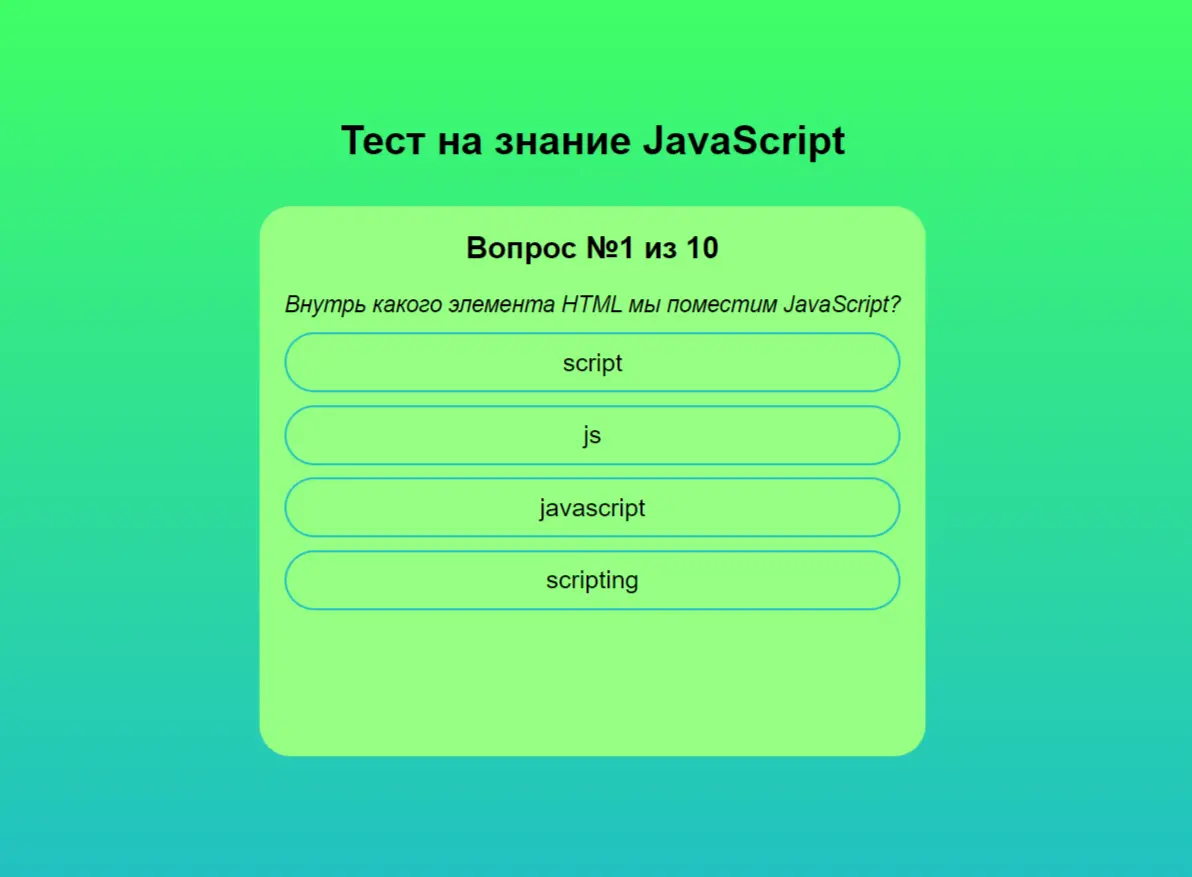 Тест на знание JavaScript
Вопрос №1 из 10
Внутрь какого элемента HTML мы поместим JavaScript?
script
js
javascript
scripting